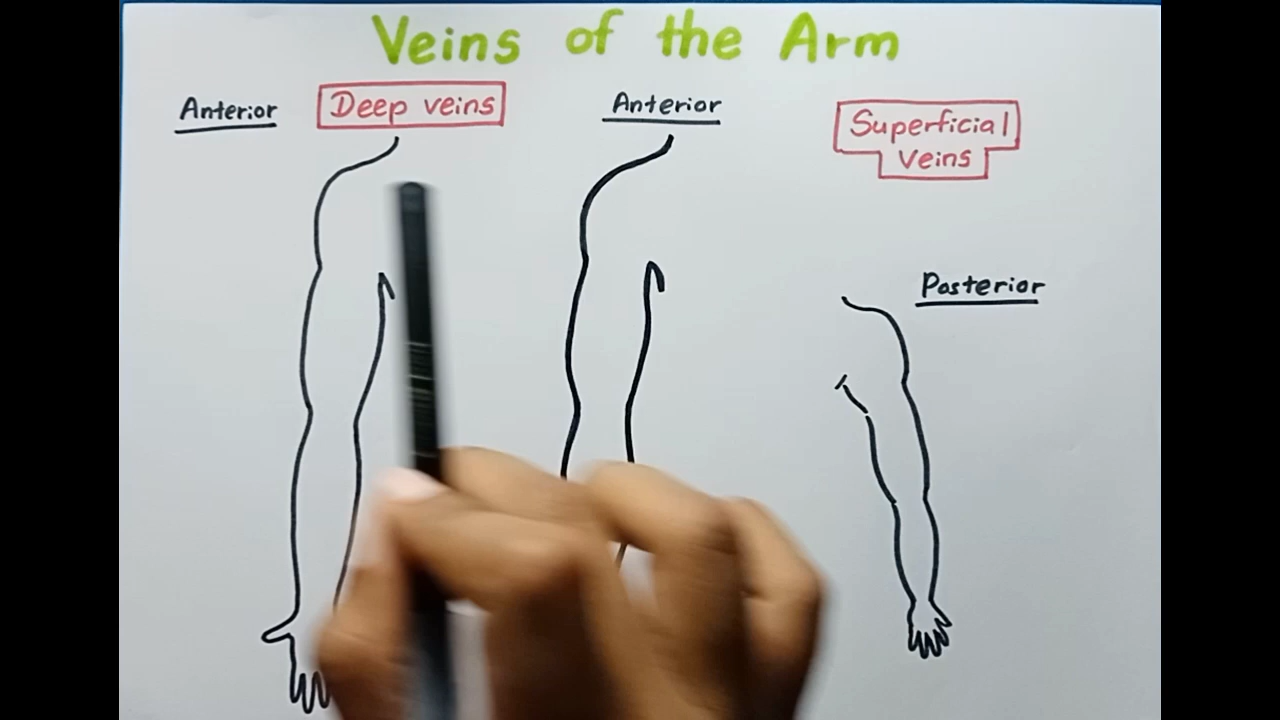 Veins of the Arm
Anterior
Deep veins
Anterior
Superficial
veins
Posterior